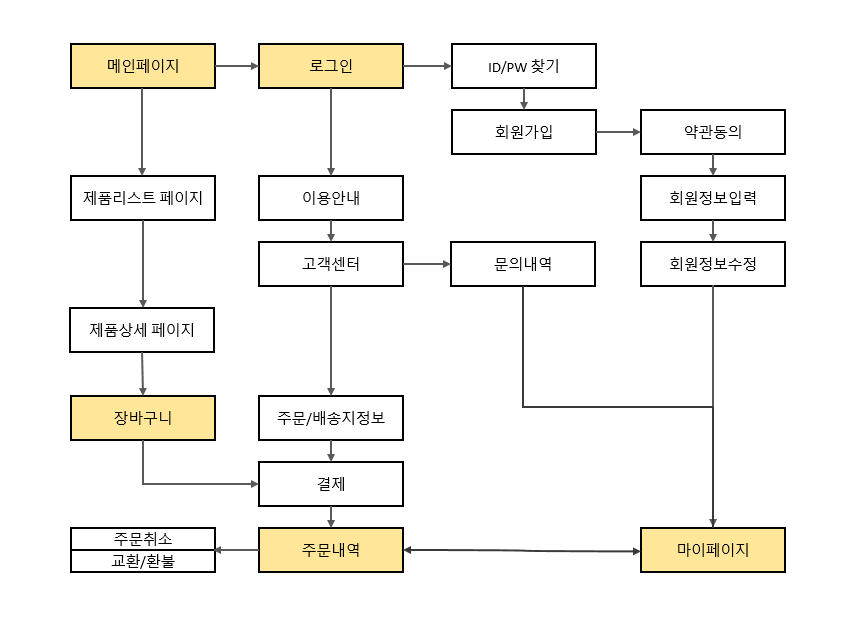 메인페이지
로그인
ID/PW 찾기
회원가입
약관동의
제품리스트 페이지
이용안내
회원정보입력
고객센터
문의내역
회원정보수정
제품상세 페이지
장바구니
주문/배송지정보
결제
주문취소
교환/환불
주문내역
마이페이지